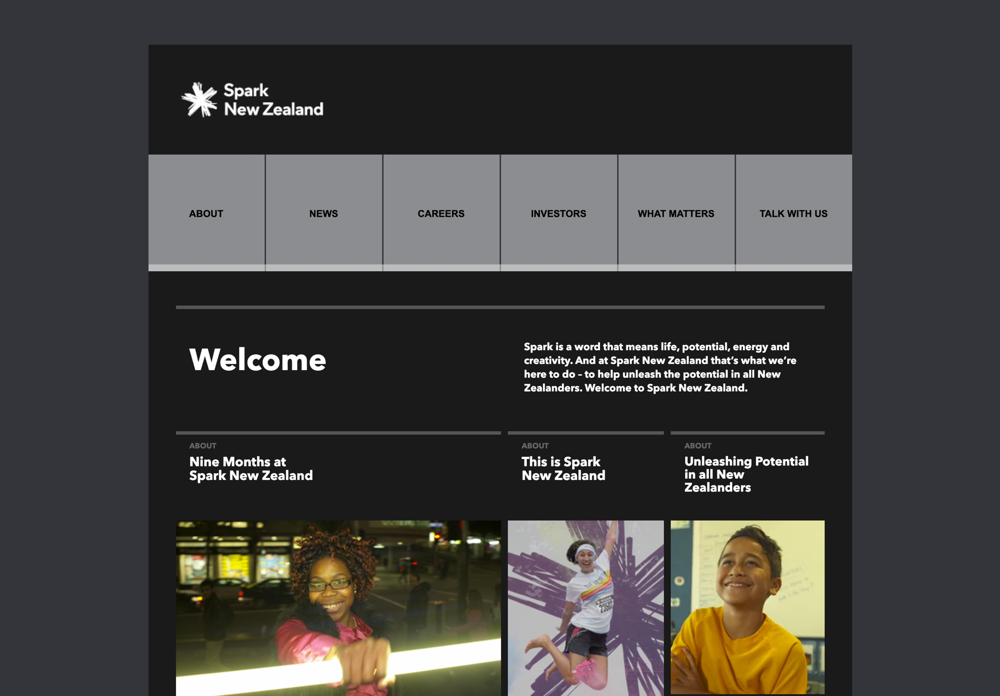 Spark
New Zealand
ABOUT
NEWS
CAREERS
INVESTORS
WHAT MATTERS
TALK WITH US
Welcome
Spark is a word that means life, potential, energy and
creativity. And at Spark New Zealand that’s what we’re
here to do – to help unleash the potential in all New
Zealanders. Welcome to Spark New Zealand.
ABOUT
Nine Months at
Spark New Zealand
ABOUT
This is Spark
New Zealand
ABOUT
Unleashing Potential
in all New
Zealanders